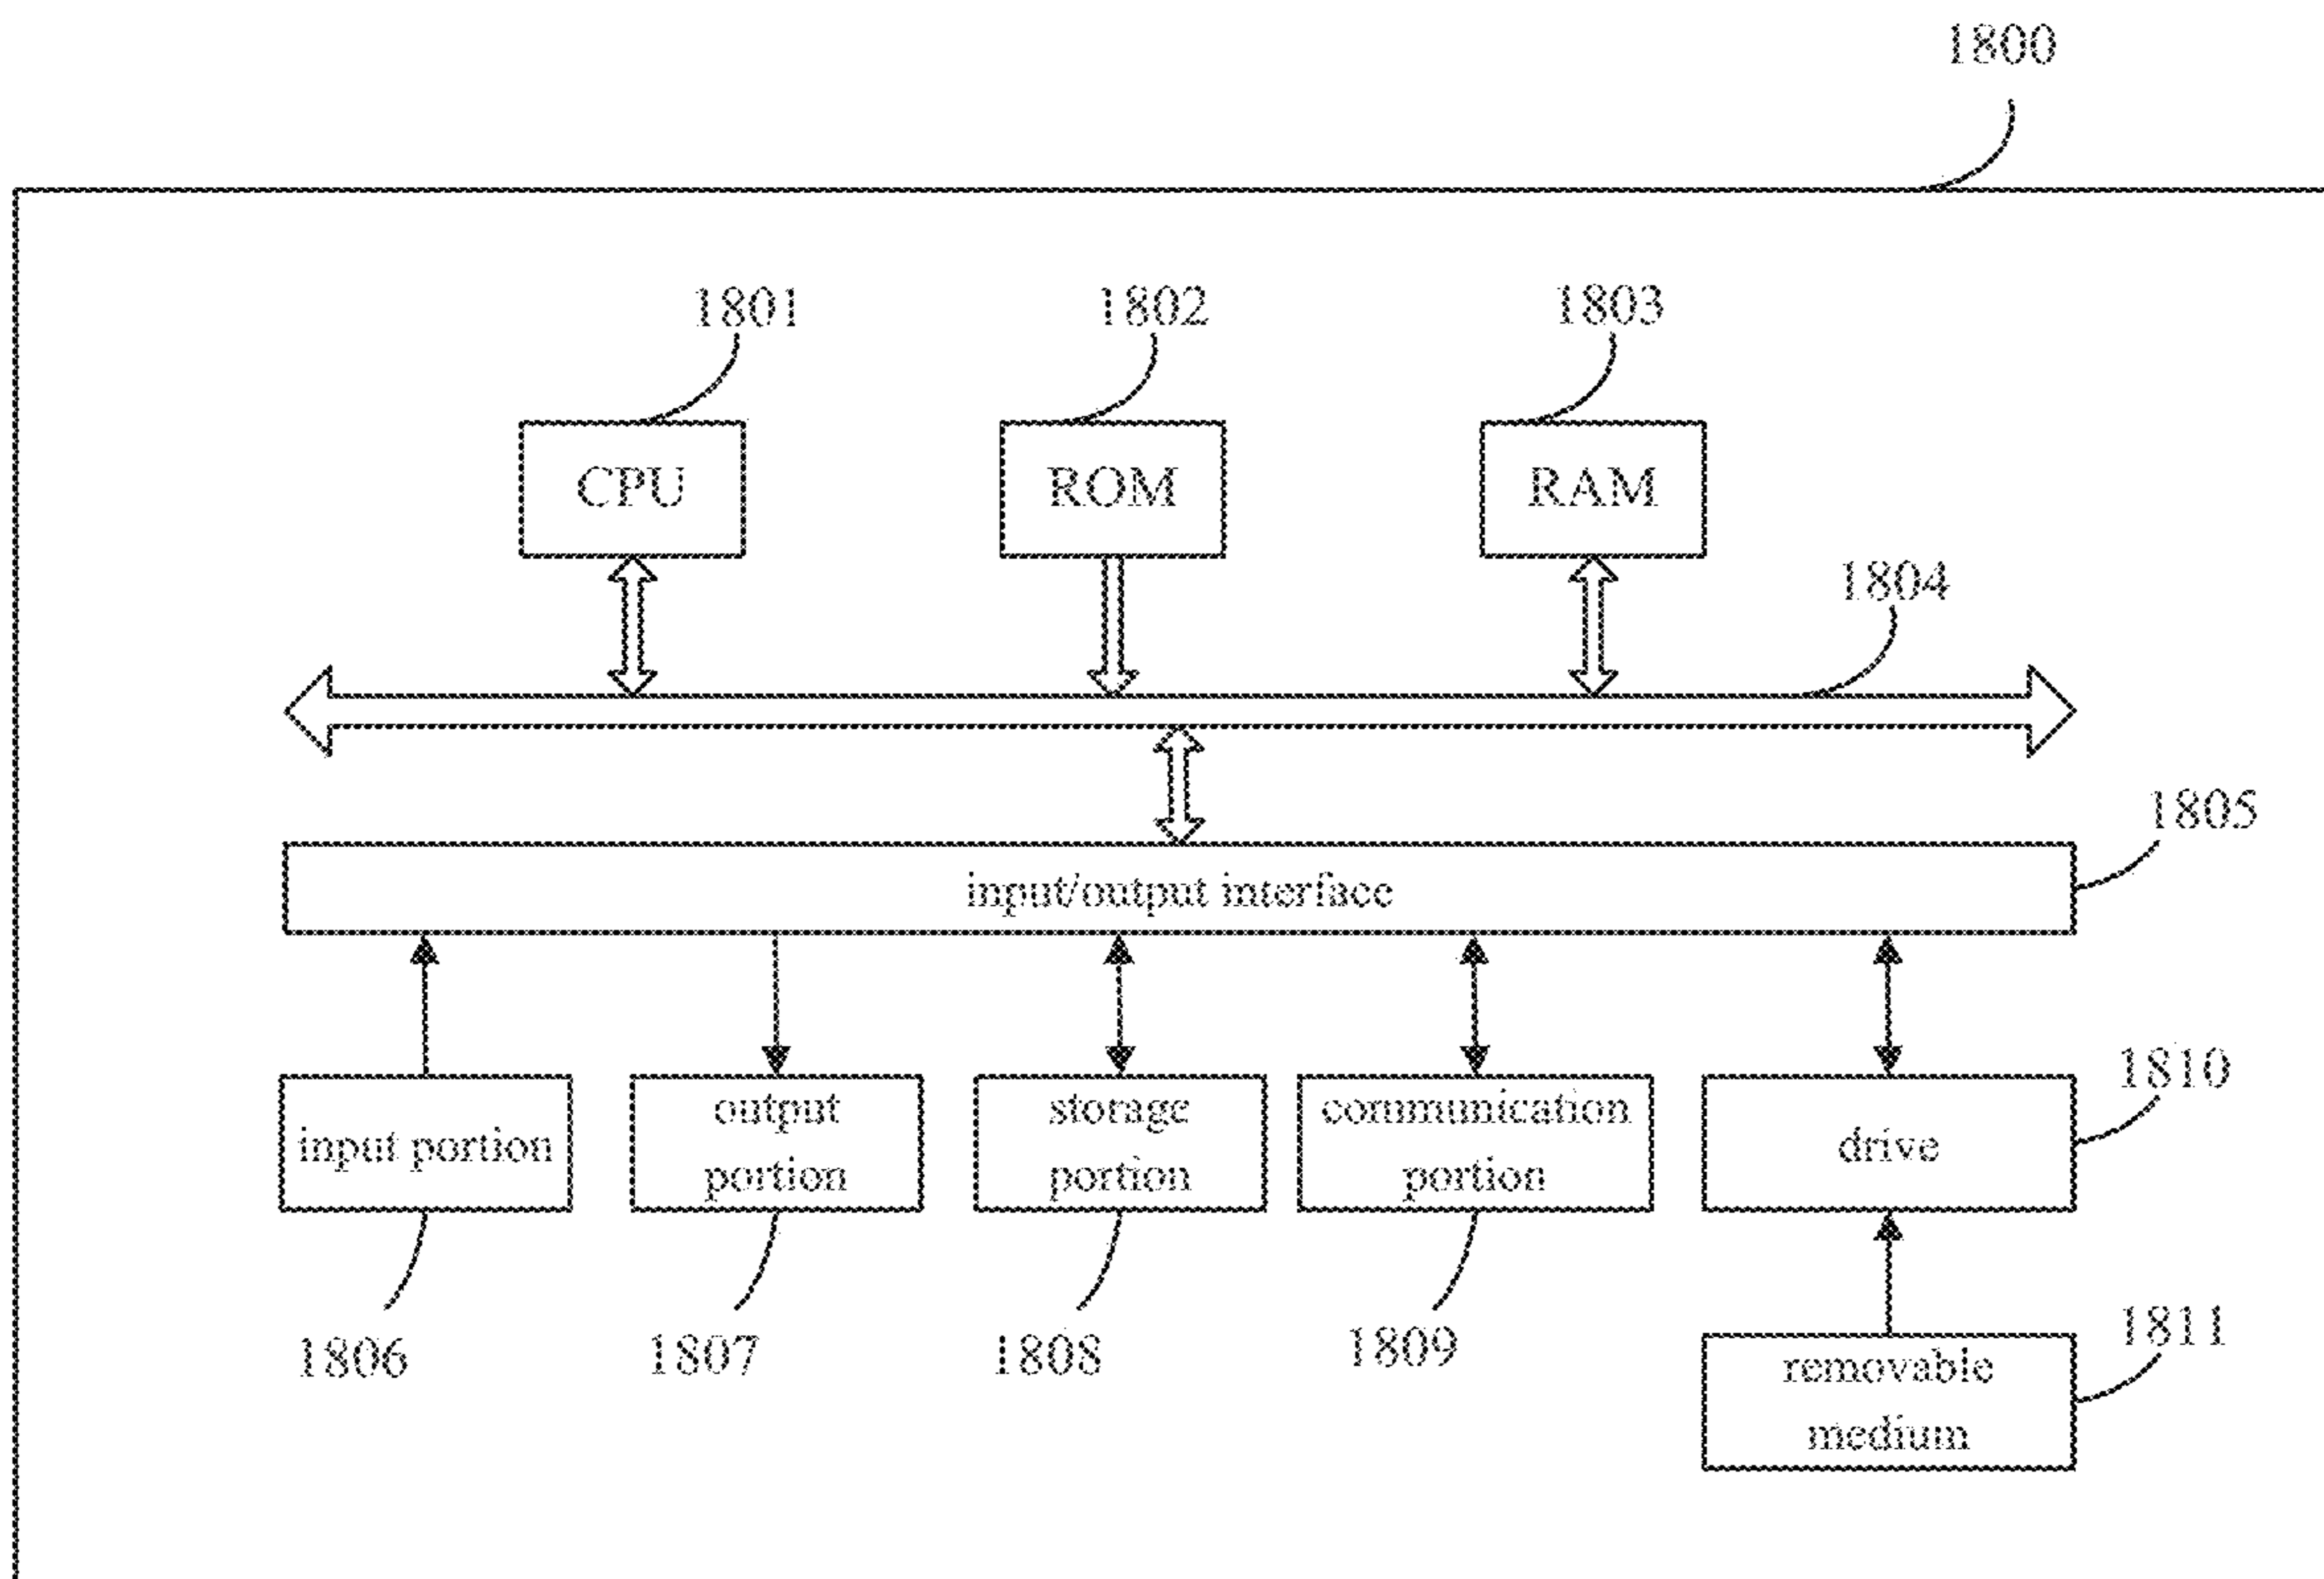 1800
1801
1802
1803
CPU
ROM
RAM
1804
1805
input/output interface
1810
input portion
output
portion
storage
portion
communication
portion
drive
1806
1807
1808
1809
1811
removable
medium